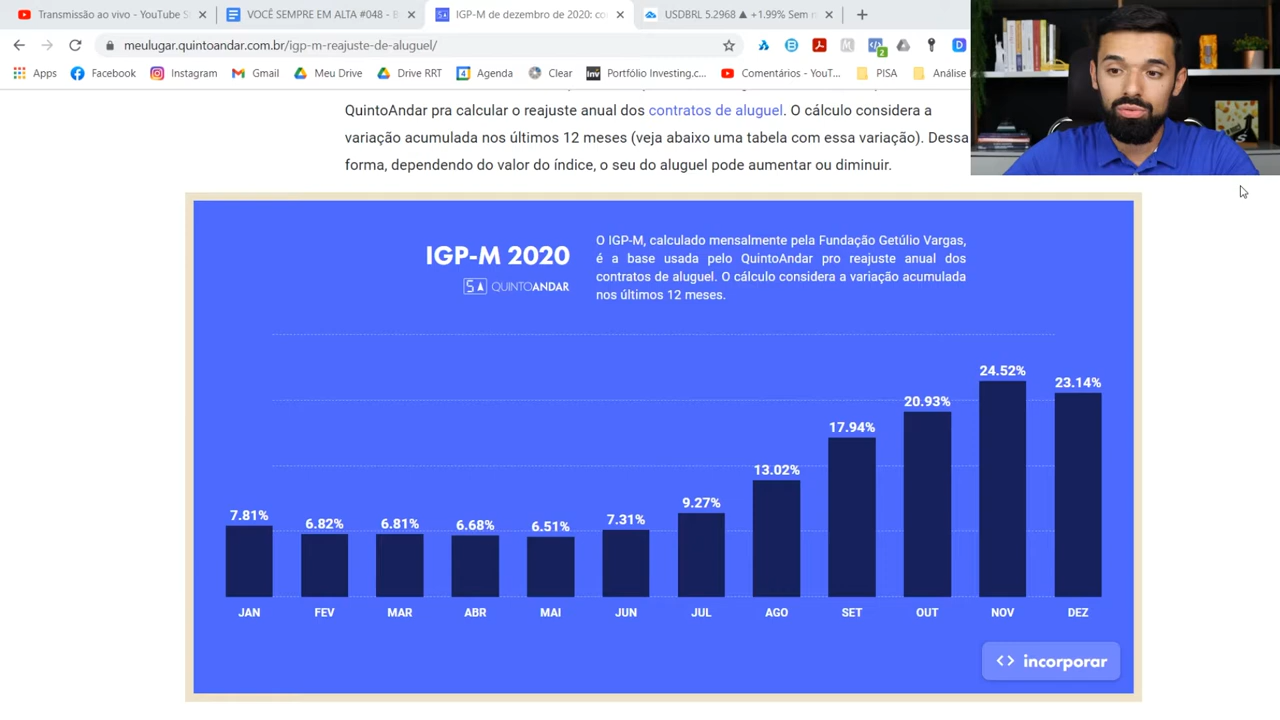 Transmissão ao vivo - YouTube S
VOCÊ SEMPRE EM ALTA #048 - 
IGP-M de dezembro de 2020: co
USDBRL 5.2968 ▲ +1.99% Sem n
meulugar.quintoandar.com.br/igp-m-reajuste-de-aluguel/
Apps
Facebook
Instagram
Gmail
Meu Drive
Drive RRT
Agenda
Clear
Portfólio Investing.c...
Comentários - YouT...
PISA
Análise
QuintoAndar pra calcular o reajuste anual dos contratos de aluguel. O cálculo considera a
variação acumulada nos últimos 12 meses (veja abaixo uma tabela com essa variação). Dessa
forma, dependendo do valor do índice, o seu do aluguel pode aumentar ou diminuir.
IGP-M 2020
QUINTOANDAR
O IGP-M, calculado mensalmente pela Fundação Getúlio Vargas,
é a base usada pelo QuintoAndar pro reajuste anual dos
contratos de aluguel. O cálculo considera a variação acumulada
nos últimos 12 meses.
7.81%
6.82%
6.81%
6.68%
6.51%
7.31%
9.27%
13.02%
17.94%
20.93%
24.52%
23.14%
JAN
FEV
MAR
ABR
MAI
JUN
JUL
AGO
SET
OUT
NOV
DEZ
<> incorporar